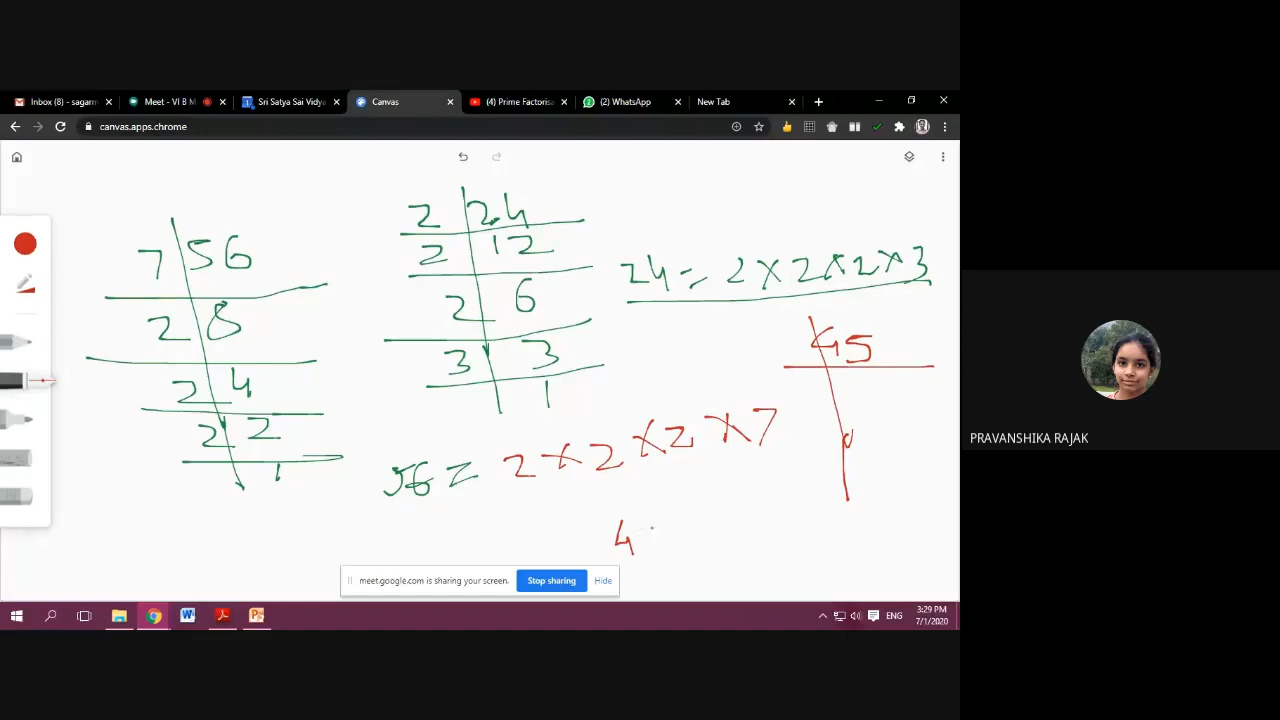 Inbox (8) - sagarm
Meet - VI B M
Sri Satya Sai Vidya
Canvas
(4) Prime Factorisa
(2) WhatsApp
New Tab
canvas.apps.chrome
7 56
2 8
2 4
2 2
1
2 24
2 12
2 6
3 3
1
24 = 2 × 2 × 2 × 3
45
56 = 2 × 2 × 2 × 7
4
meet.google.com is sharing your screen.
Stop sharing
Hide
PRAVANSHIKA RAJAK
ENG
3:29 PM
7/1/2020